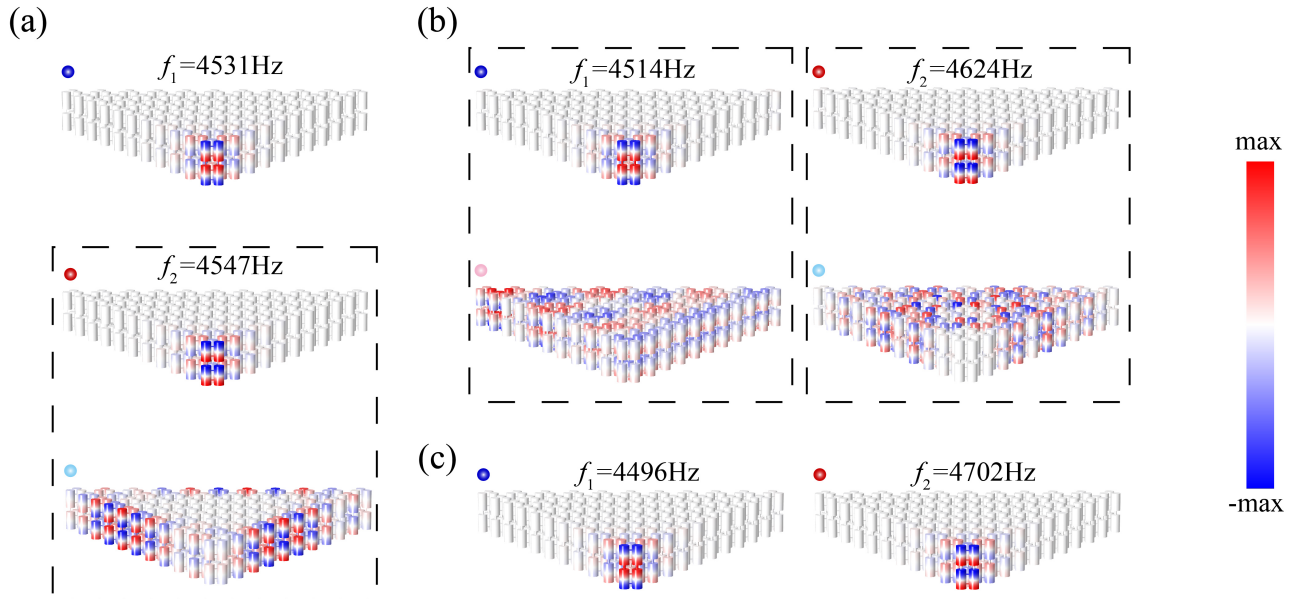 (a)
f₁=4531Hz
f₂=4547Hz
(b)
f₁=4514Hz
f₂=4624Hz
(c)
f₁=4496Hz
f₂=4702Hz
max
-max